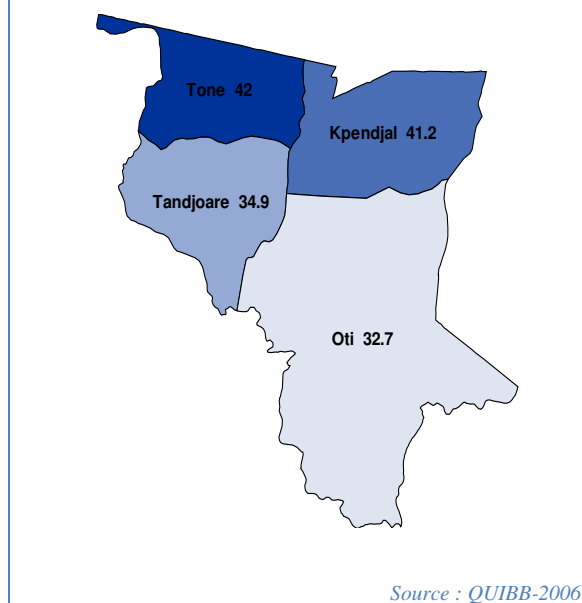 Tone 42
Kpendjal 41.2
Tandjoare 34.9
Oti 32.7
Source : QUIBB-2006